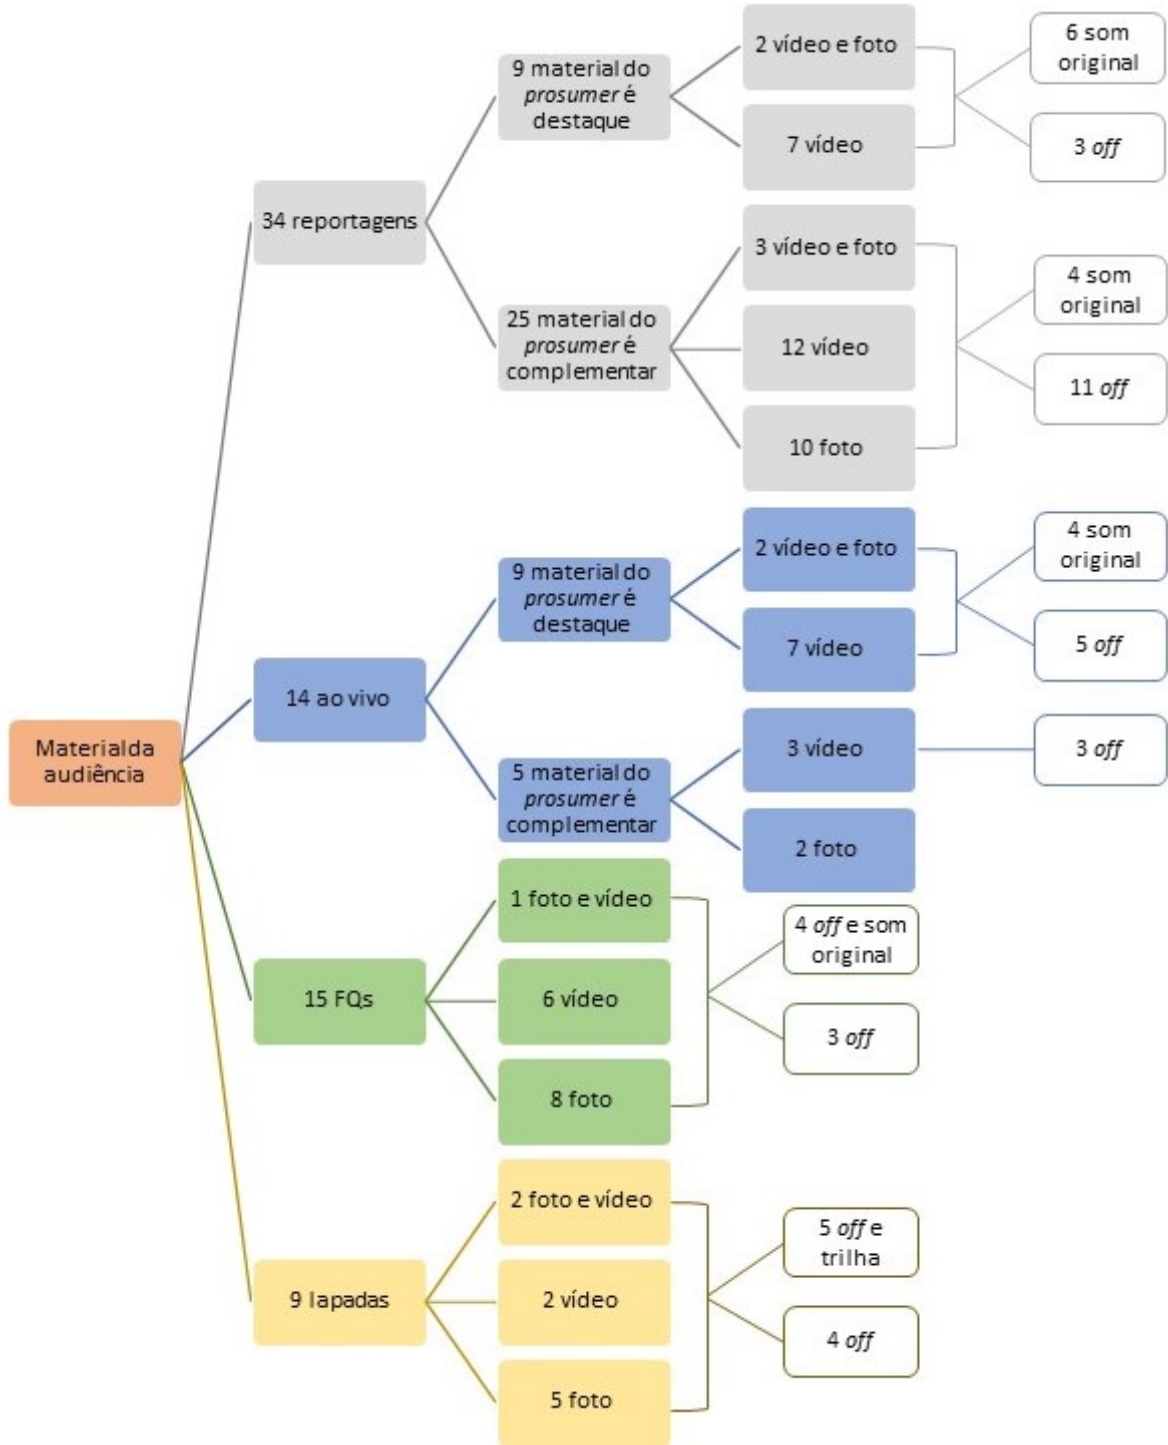 Materialda
audiência
34 reportagens
9 material do
prosumer é
destaque
2 vídeo e foto
7 vídeo
6 som
original
3 off
25 material do
prosumer é
complementar
3 vídeo e foto
12 vídeo
10 foto
4 som
original
11 off
14 ao vivo
9 material do
prosumer é
destaque
2 vídeo e foto
7 vídeo
4 som
original
5 off
5 material do
prosumer é
complementar
3 vídeo
2 foto
3 off
15 FQs
1 foto e vídeo
6 vídeo
8 foto
4 off e som
original
3 off
9 lapadas
2 foto e vídeo
2 vídeo
5 foto
5 off e
trilha
4 off